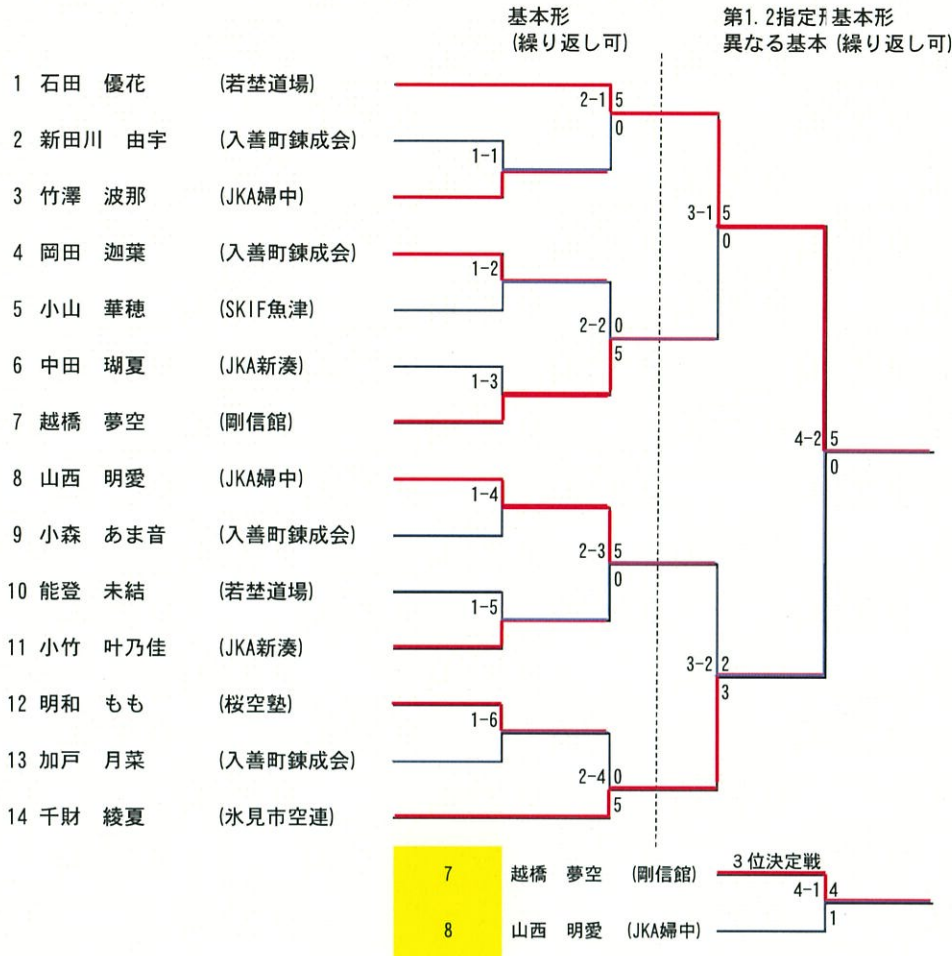 基本形 第1.2指定形 基本形
(繰り返し可) 異なる基本 (繰り返し可)
1 石田　優花 (若埜道場)
2-1 5
0
2 新田川　由宇 (入善町錬成会)
1-1
3 竹澤　波那 (JKA婦中)
3-1 5
0
4 岡田　迦葉 (入善町錬成会)
1-2
5 小山　華穂 (SKIF魚津)
2-2 0
5
6 中田　瑚夏 (JKA新湊)
1-3
7 越橋　夢空 (剛信館)
4-2 5
0
8 山西　明愛 (JKA婦中)
1-4
9 小森　あま音 (入善町錬成会)
2-3 5
0
10 能登　未結 (若埜道場)
1-5
11 小竹　叶乃佳 (JKA新湊)
3-2 2
3
12 明和　もも (桜空塾)
1-6
13 加戸　月菜 (入善町錬成会)
2-4 0
5
14 千財　綾夏 (氷見市空連)
3位決定戦
7 越橋　夢空 (剛信館)
4-1 4
1
8 山西　明愛 (JKA婦中)